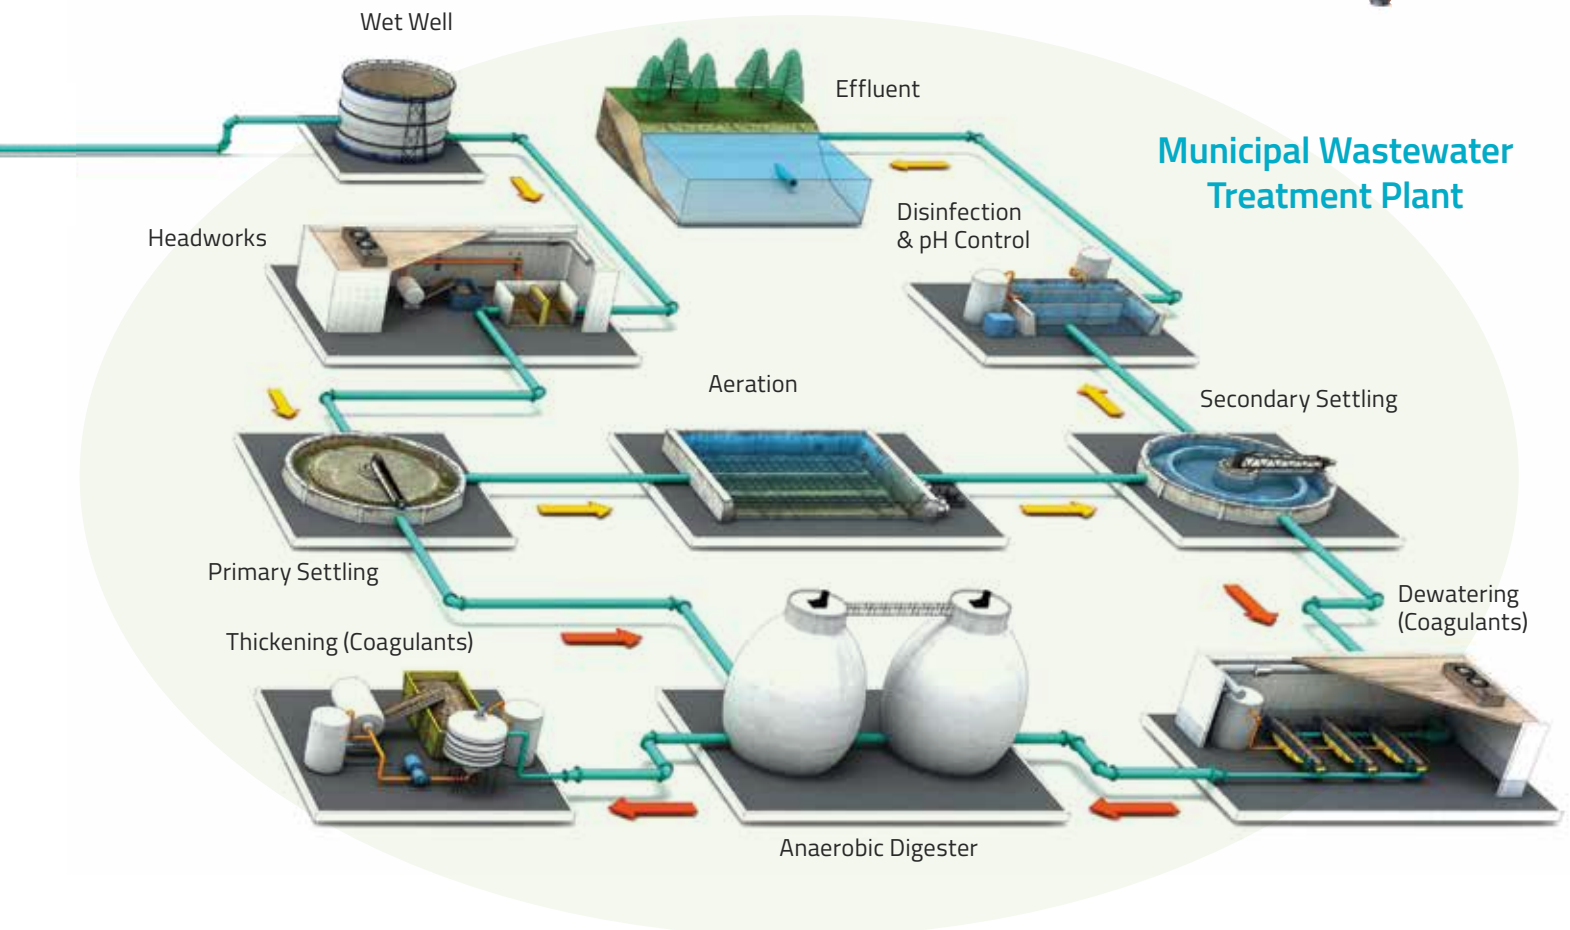 Wet Well
Effluent
Municipal Wastewater
Treatment Plant
Disinfection
& pH Control
Headworks
Aeration
Secondary Settling
Primary Settling
Dewatering
(Coagulants)
Thickening (Coagulants)
Anaerobic Digester